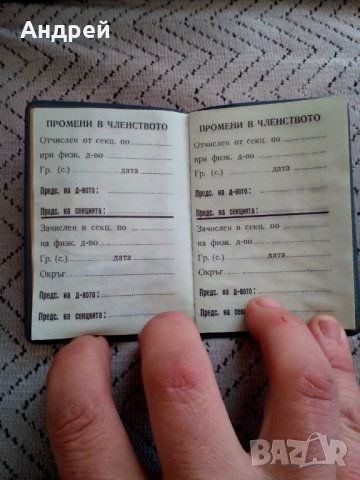 Андрей
ПРОМЕНИ В ЧЛЕНСТВОТО
Отчислен от секц. по
при физк. д-во
Гр (с.) дата
Предс. на д-вото:
Предс. на секцията:
Зачислен в секц. по
на физк. д-во
Гр (с.) дата
Окръг
Предс. на д-вото:
Предс. на секцията:
ПРОМЕНИ В ЧЛЕНСТВОТО
Отчислен от секц. по
при физк. д-во
Гр. (с.) дата
Предс. на д-вото:
Предс. на секцията:
Зачислен в секц. по
на физк. д-во
Гр. (с.) дата
Окръг
Предс. на д-вото:
Предс. на
BAZAR